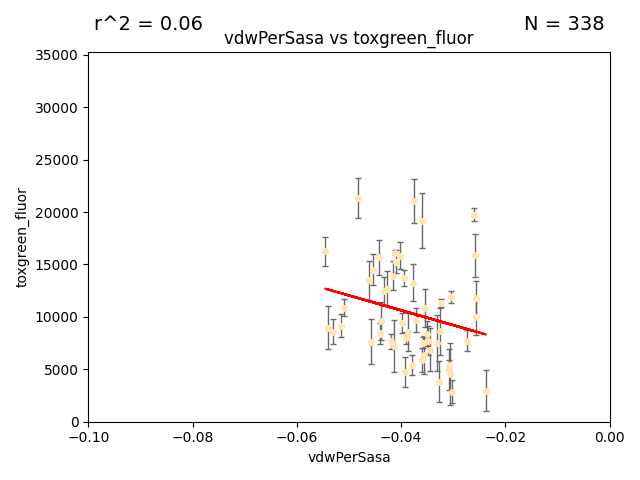 r^2 = 0.06
N = 338
vdwPerSasa vs toxgreen_fluor
35000
30000
25000
20000
15000
10000
5000
0
toxgreen_fluor
−0.10
−0.08
−0.06
−0.04
−0.02
0.00
vdwPerSasa